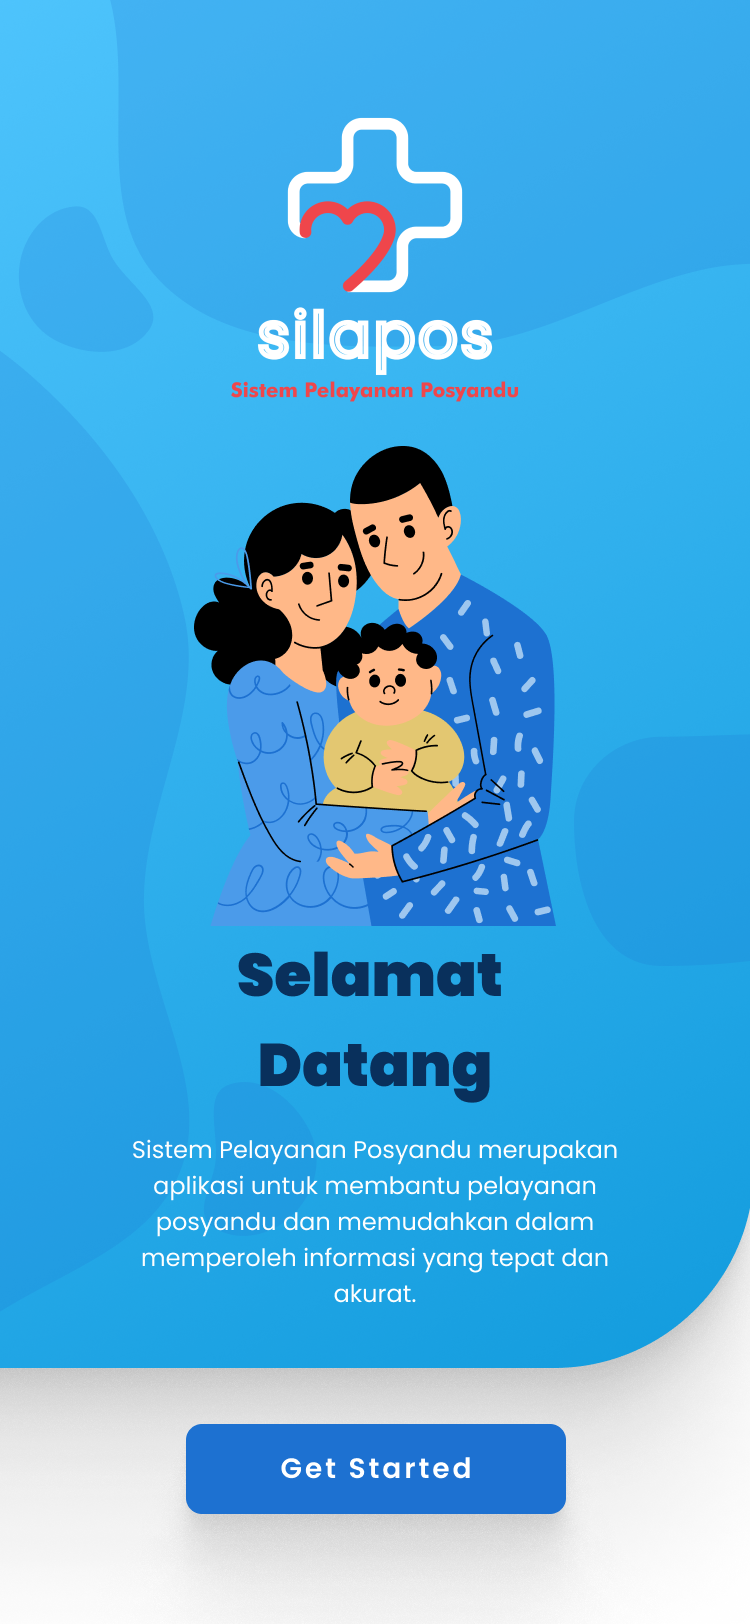 silapos
Sistem Pelayanan Posyandu
Selamat
Datang
Sistem Pelayanan Posyandu merupakan
aplikasi untuk membantu pelayanan
posyandu dan memudahkan dalam
memperoleh informasi yang tepat dan
akurat.
Get Started